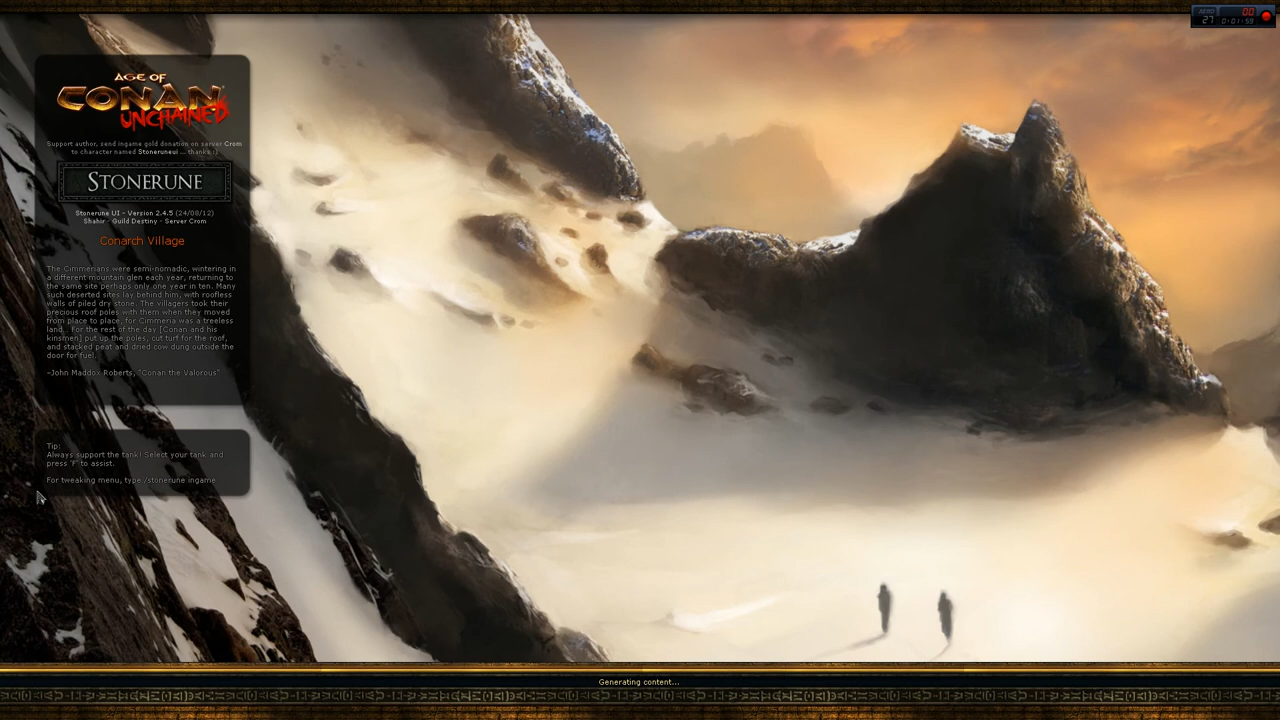 AERO
27
00
0:01:59
AGE OF
CONAN
UNCHAINED
Support author, send ingame gold donation on server Crom
to character named Stoneruneui ... thanks :)
STONERUNE
Stonerune UI - Version 2.4.5 (24/08/12)
Shahir - Guild Destiny - Server Crom
Conarch Village
The Cimmerians were semi-nomadic, wintering in
a different mountain glen each year, returning to
the same site perhaps only one year in ten. Many
such deserted sites lay behind him, with roofless
walls of piled dry stone. The villagers took their
precious roof poles with them when they moved
from place to place, for Cimmeria was a treeless
land... For the rest of the day [Conan and his
kinsmen] put up the poles, cut turf for the roof,
and stacked peat and dried cow dung outside the
door for fuel.
-John Maddox Roberts, "Conan the Valorous"
Tip:
Always support the tank! Select your tank and
press 'F' to assist.
For tweaking menu, type /stonerune ingame
Generating content...